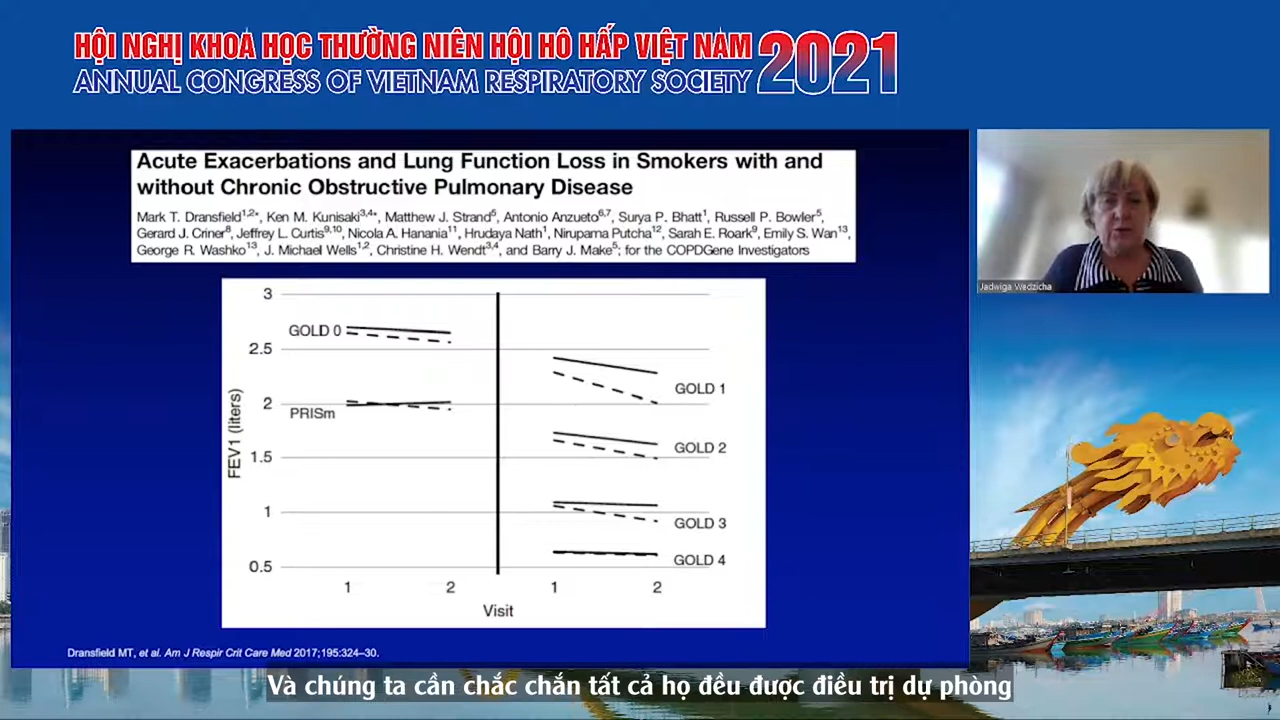 HỘI NGHỊ KHOA HỌC THƯỜNG NIÊN HỘI HÔ HẤP VIỆT NAM 2021
ANNUAL CONGRESS OF VIETNAM RESPIRATORY SOCIETY
Acute Exacerbations and Lung Function Loss in Smokers with and
without Chronic Obstructive Pulmonary Disease
Mark T. Dransfield1,2*, Ken M. Kunisaki3,4*, Matthew J. Strand5, Antonio Anzueto6,7, Surya P. Bhatt1, Russell P. Bowler5,
Gerard J. Criner8, Jeffrey L. Curtis9,10, Nicola A. Hanania11, Hrudaya Nath1, Nirupama Putcha12, Sarah E. Roark9, Emily S. Wan13,
George R. Washko13, J. Michael Wells1,2, Christine H. Wendt3,4, and Barry J. Make5; for the COPDGene Investigators
Jadwiga Wedzicha
3
GOLD 0
2.5
GOLD 1
2
PRISm
FEV1 (liters)
GOLD 2
1.5
1
GOLD 3
GOLD 4
0.5
1 2 1 2
Visit
Dransfield MT, et al. Am J Respir Crit Care Med 2017;195:324–30.
Và chúng ta cần chắc chắn tất cả họ đều được điều trị dự phòng